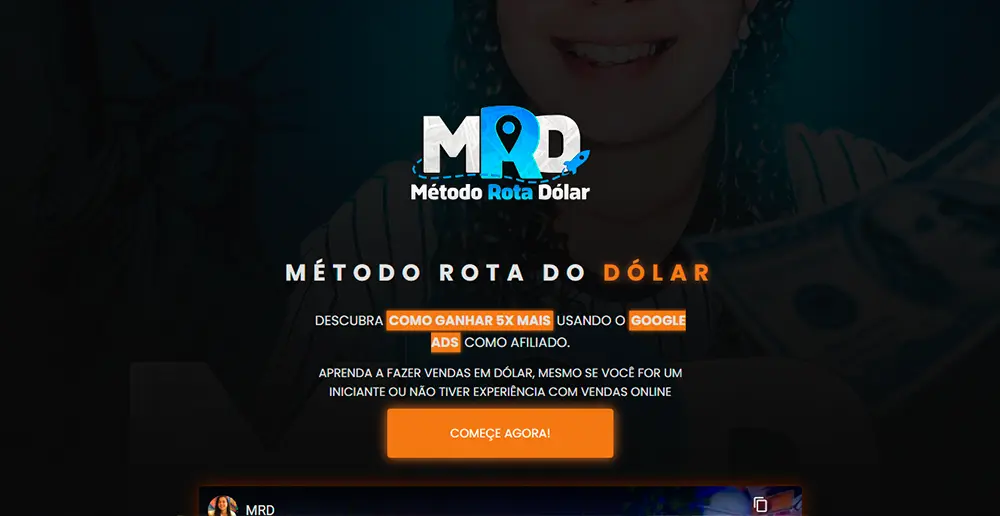 MRD
Método Rota Dólar
MÉTODO ROTA DO DÓLAR
DESCUBRA COMO GANHAR 5X MAIS USANDO O GOOGLE
ADS COMO AFILIADO.
APRENDA A FAZER VENDAS EM DÓLAR, MESMO SE VOCÊ FOR UM
INICIANTE OU NÃO TIVER EXPERIÊNCIA COM VENDAS ONLINE
COMEÇE AGORA!
MRD